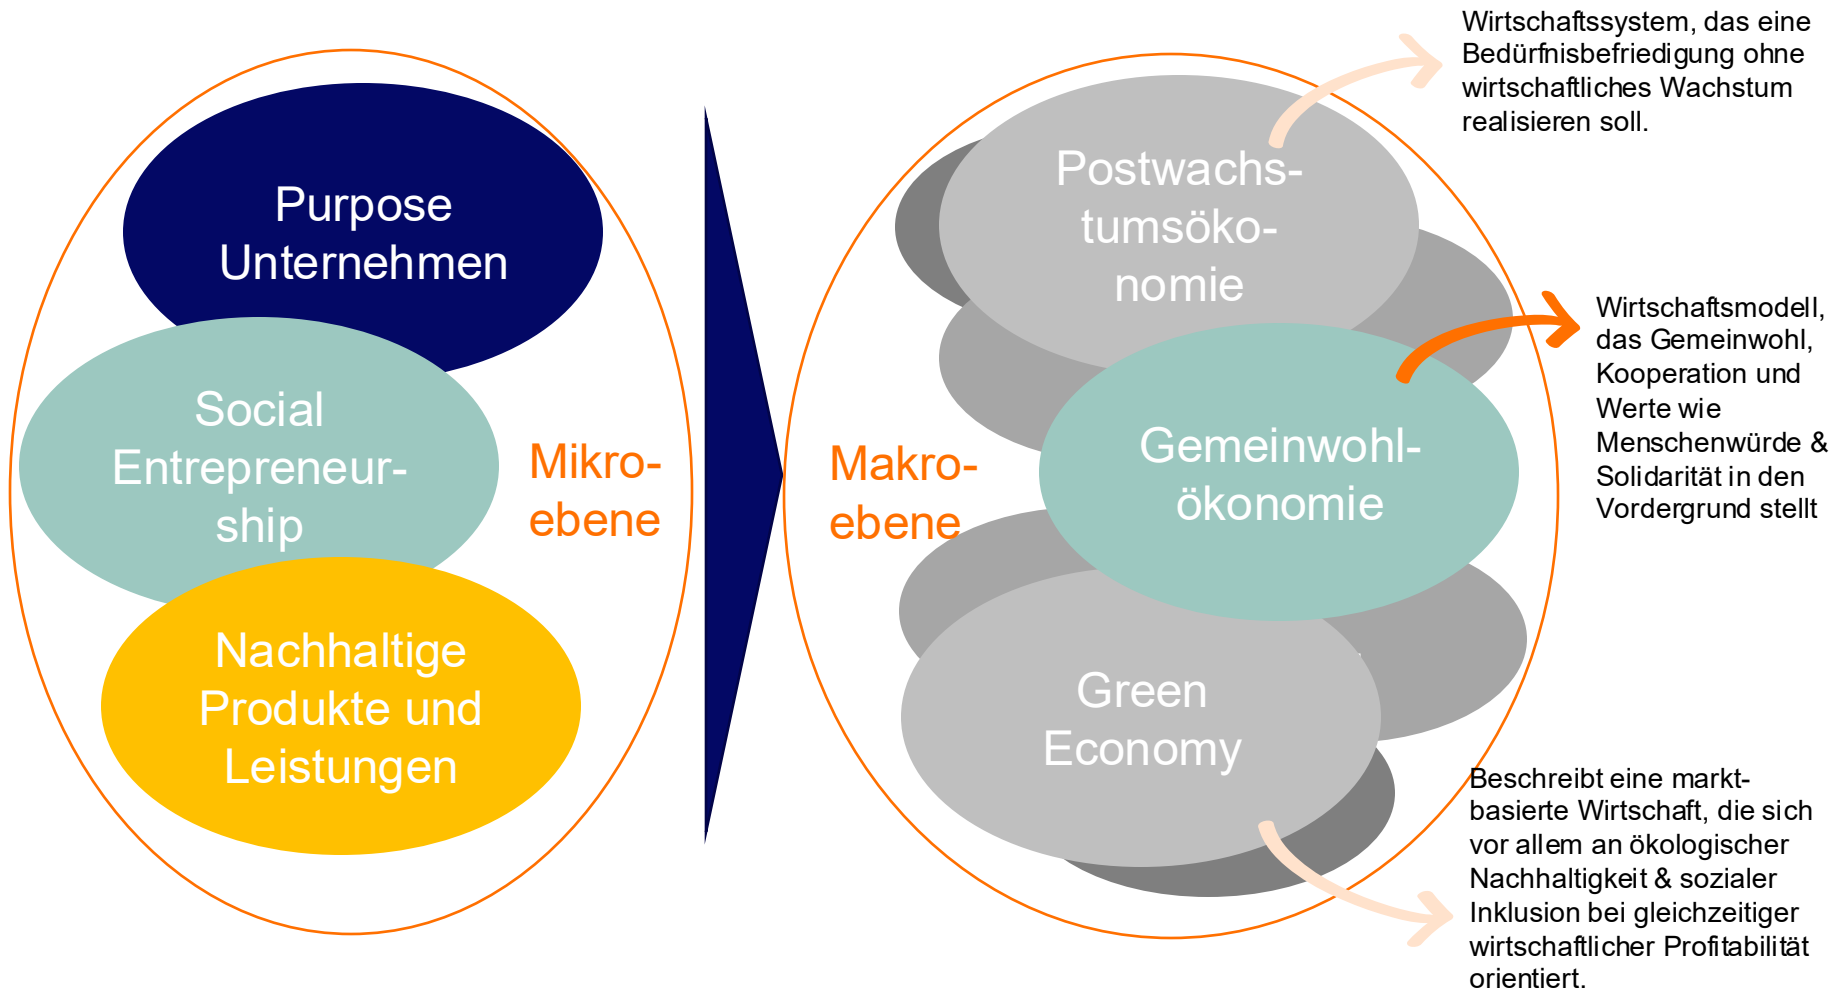 Purpose
Unternehmen
Social
Entrepreneur-
ship
Nachhaltige
Produkte und
Leistungen
Mikro-
ebene
Makro-
ebene
Postwachs-
tumsöko-
nomie
Gemeinwohl-
ökonomie
Green
Economy
Wirtschaftssystem, das eine
Bedürfnisbefriedigung ohne
wirtschaftliches Wachstum
realisieren soll.
Wirtschaftsmodell,
das Gemeinwohl,
Kooperation und
Werte wie
Menschenwürde &
Solidarität in den
Vordergrund stellt
Beschreibt eine markt-
basierte Wirtschaft, die sich
vor allem an ökologischer
Nachhaltigkeit & sozialer
Inklusion bei gleichzeitiger
wirtschaftlicher Profitabilität
orientiert.